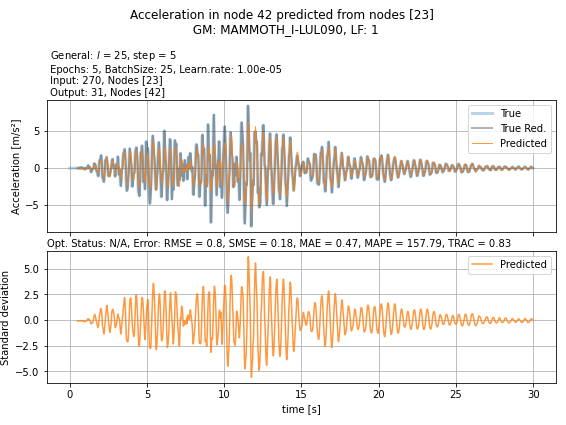 Acceleration in node 42 predicted from nodes [23]
GM: MAMMOTH_I-LUL090, LF: 1
General: l = 25, step = 5
Epochs: 5, BatchSize: 25, Learn.rate: 1.00e-05
Input: 270, Nodes [23]
Output: 31, Nodes [42]
Acceleration [m/s²]
5
0
−5
True
True Red.
Predicted
Opt. Status: N/A, Error: RMSE = 0.8, SMSE = 0.18, MAE = 0.47, MAPE = 157.79, TRAC = 0.83
Standard deviation
5.0
2.5
0.0
−2.5
−5.0
Predicted
0 5 10 15 20 25 30
time [s]